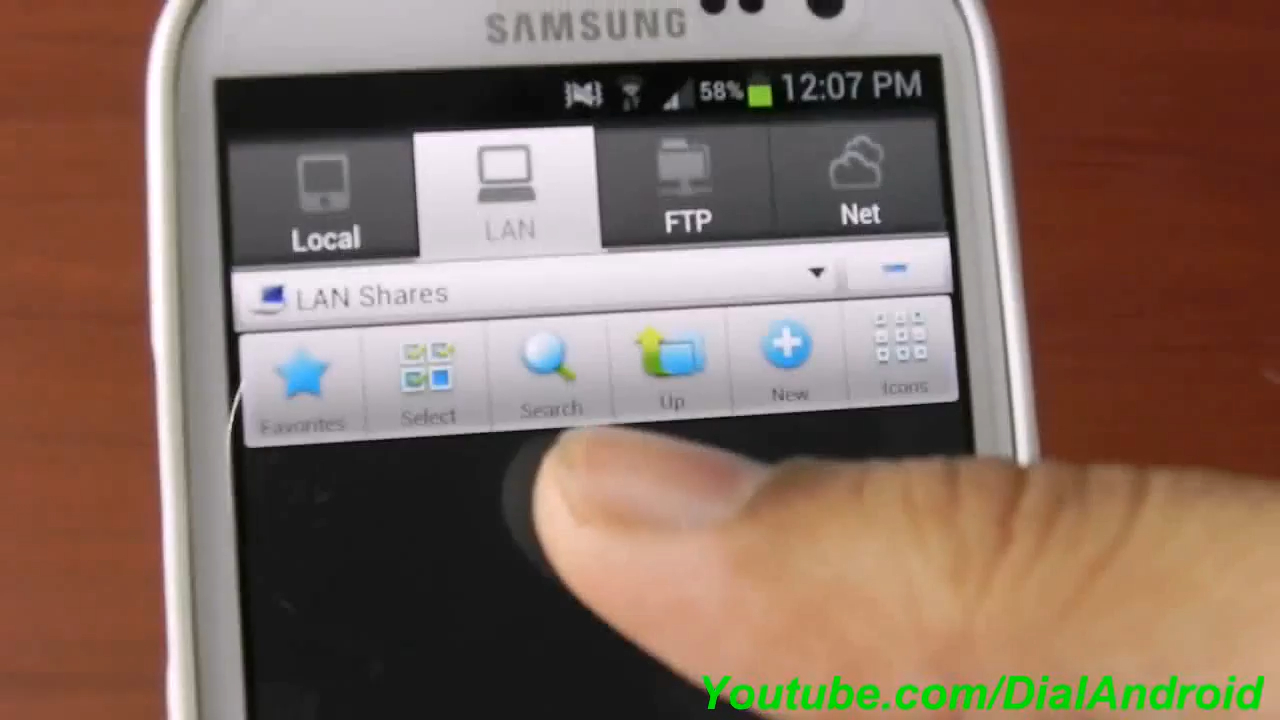 SAMSUNG
58% 12:07 PM
Local LAN FTP Net
LAN Shares
Favorites Select Search Up New Icons
Youtube.com/DialAndroid